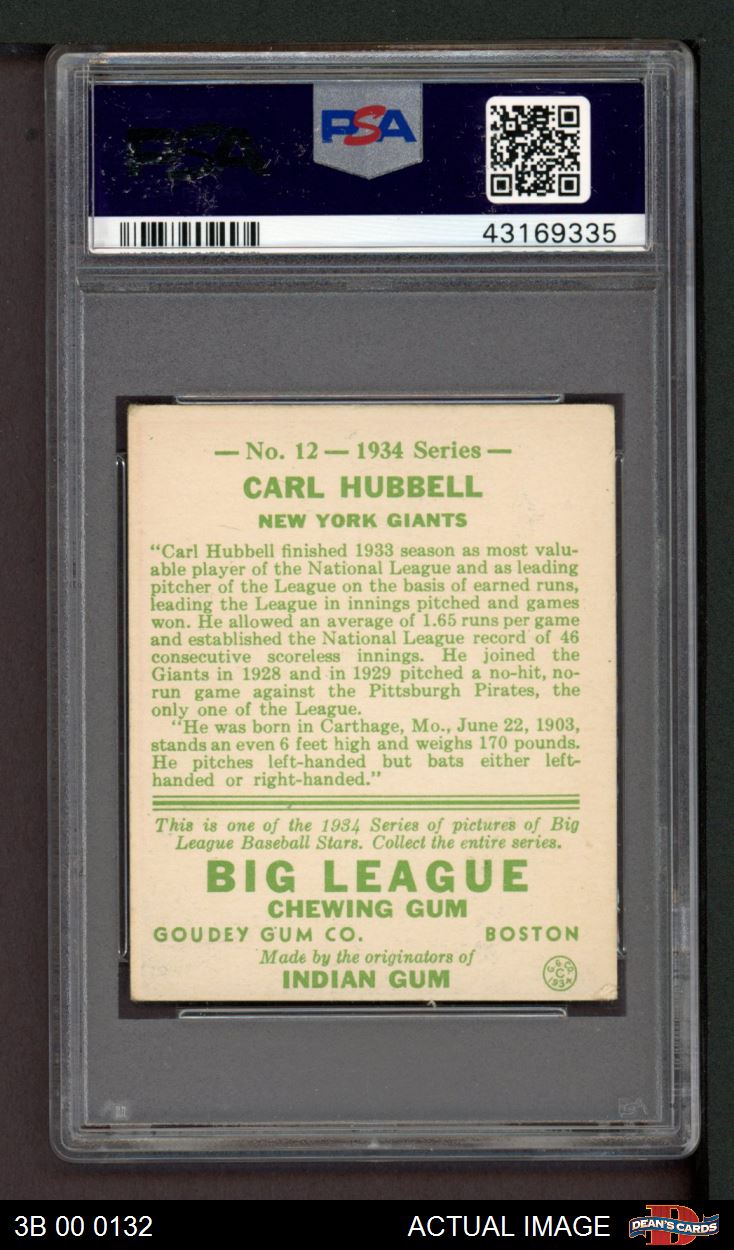 PSA
PSA
43169335
— No. 12 — 1934 Series —
CARL HUBBELL
NEW YORK GIANTS
“Carl Hubbell finished 1933 season as most valu-
able player of the National League and as leading
pitcher of the League on the basis of earned runs,
leading the League in innings pitched and games
won. He allowed an average of 1.65 runs per game
and established the National League record of 46
consecutive scoreless innings. He joined the
Giants in 1928 and in 1929 pitched a no-hit, no-
run game against the Pittsburgh Pirates, the
only one of the League.
“He was born in Carthage, Mo., June 22, 1903,
stands an even 6 feet high and weighs 170 pounds.
He pitches left-handed but bats either left-
handed or right-handed.”
This is one of the 1934 Series of pictures of Big
League Baseball Stars. Collect the entire series.
BIG LEAGUE
CHEWING GUM
GOUDEY GUM CO. BOSTON
Made by the originators of
INDIAN GUM
G. G. CO.
C
1934
3B 00 0132
ACTUAL IMAGE
DEAN'S CARDS